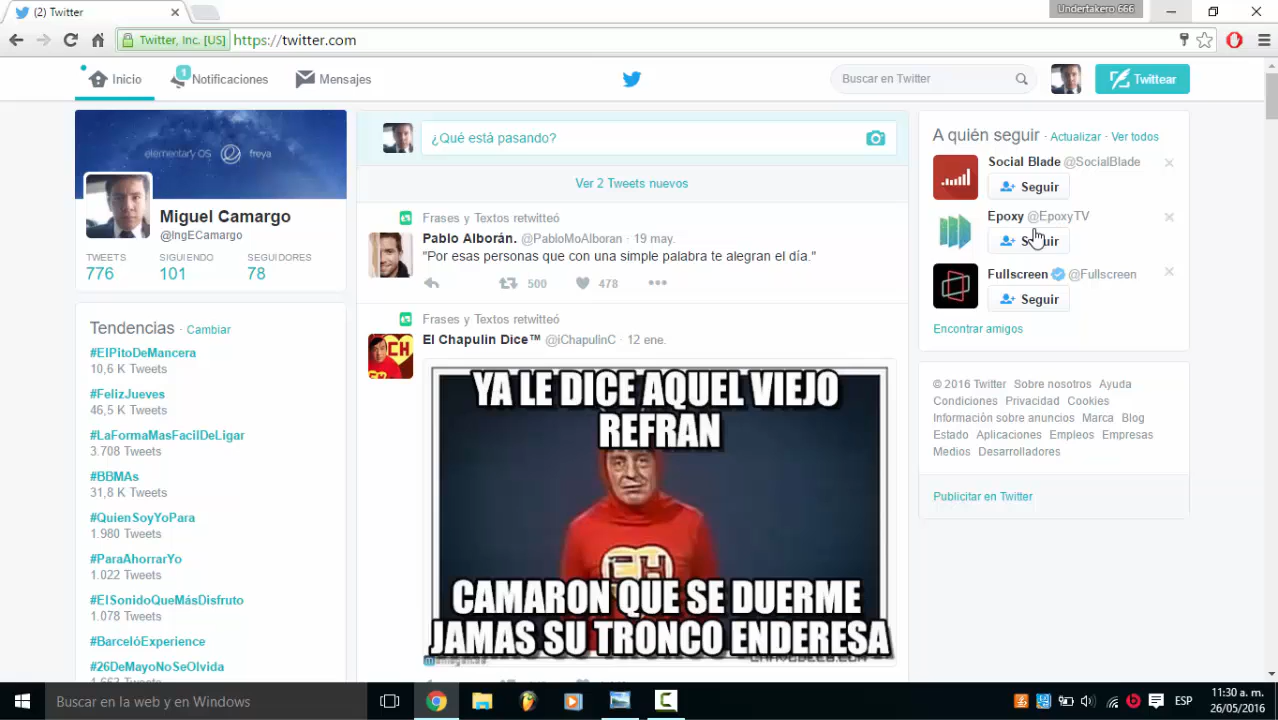 (2) Twitter
Undertakero 666
Twitter, Inc. [US] https://twitter.com
Inicio
1
Notificaciones
Mensajes
Buscar en Twitter
Twittear
elementary OS freya
Miguel Camargo
@IngECamargo
TWEETS SIGUIENDO SEGUIDORES
776 101 78
Tendencias · Cambiar
#ElPitoDeMancera
10,6 K Tweets
#FelizJueves
46,5 K Tweets
#LaFormaMasFacilDeLigar
3.708 Tweets
#BBMAs
31,8 K Tweets
#QuienSoyYoPara
1.980 Tweets
#ParaAhorrarYo
1.022 Tweets
#ElSonidoQueMásDisfruto
1.078 Tweets
#BarcelóExperience
#26DeMayoNoSeOlvida
1.663 Tweets
¿Qué está pasando?
Ver 2 Tweets nuevos
Frases y Textos retwitteó
Pablo Alborán. @PabloMoAlboran · 19 may.
"Por esas personas que con una simple palabra te alegran el día."
500 478
Frases y Textos retwitteó
El Chapulin Dice™ @iChapulinC · 12 ene.
CH
YA LE DICE AQUEL VIEJO
REFRAN
CH
CAMARON QUE SE DUERME
JAMAS SU TRONCO ENDERESA
A quién seguir · Actualizar · Ver todos
Social Blade @SocialBlade
Seguir
Epoxy @EpoxyTV
Seguir
Fullscreen @Fullscreen
Seguir
Encontrar amigos
© 2016 Twitter Sobre nosotros Ayuda
Condiciones Privacidad Cookies
Información sobre anuncios Marca Blog
Estado Aplicaciones Empleos Empresas
Medios Desarrolladores
Publicitar en Twitter
Buscar en la web y en Windows
ESP
11:30 a. m.
26/05/2016